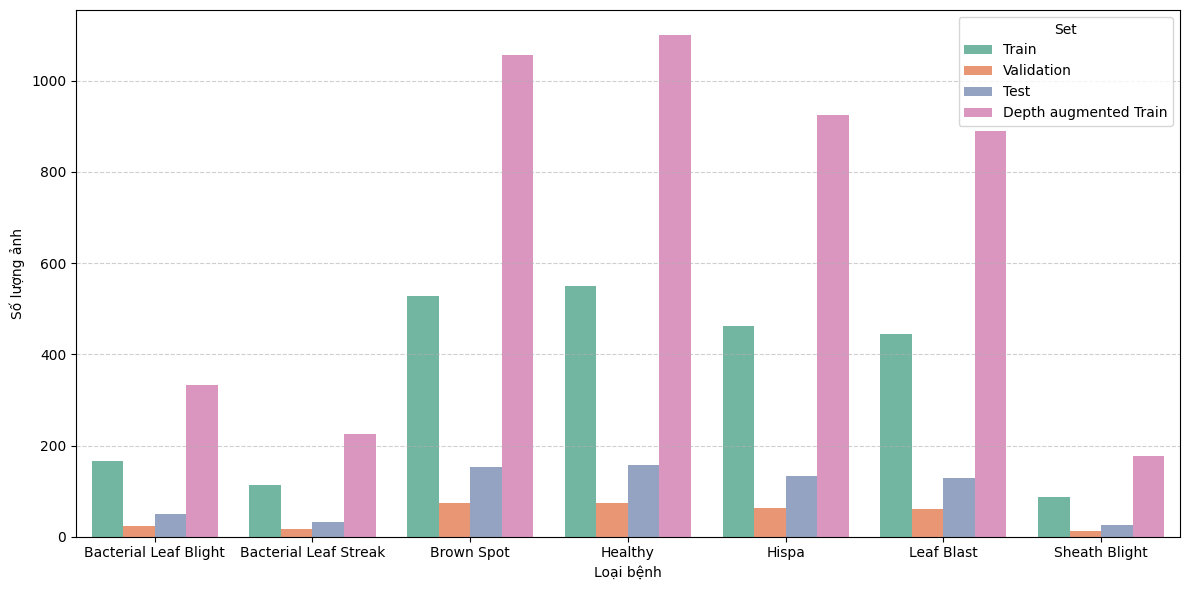 Set
Train
Validation
Test
Depth augmented Train
Số lượng ảnh
1000
800
600
400
200
0
Bacterial Leaf Blight
Bacterial Leaf Streak
Brown Spot
Healthy
Hispa
Leaf Blast
Sheath Blight
Loại bệnh